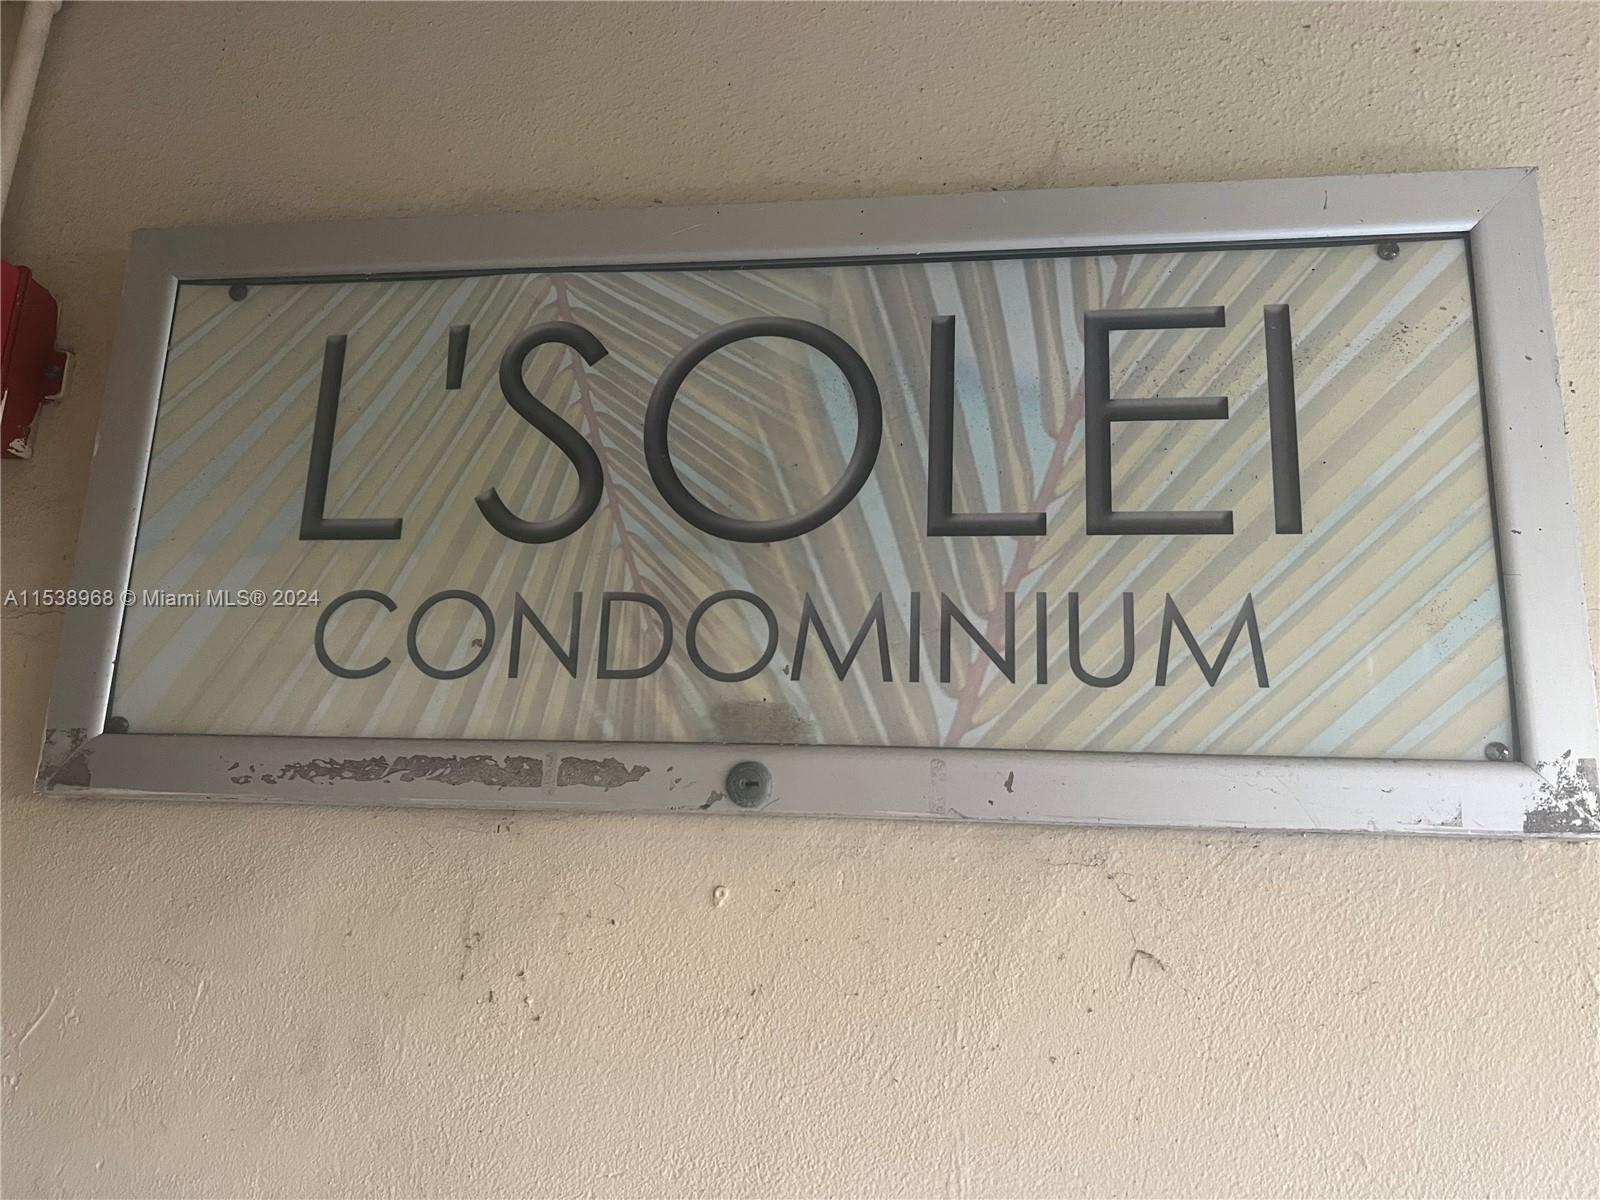 L'SOLEI
CONDOMINIUM
A11538968 © Miami MLS® 2024